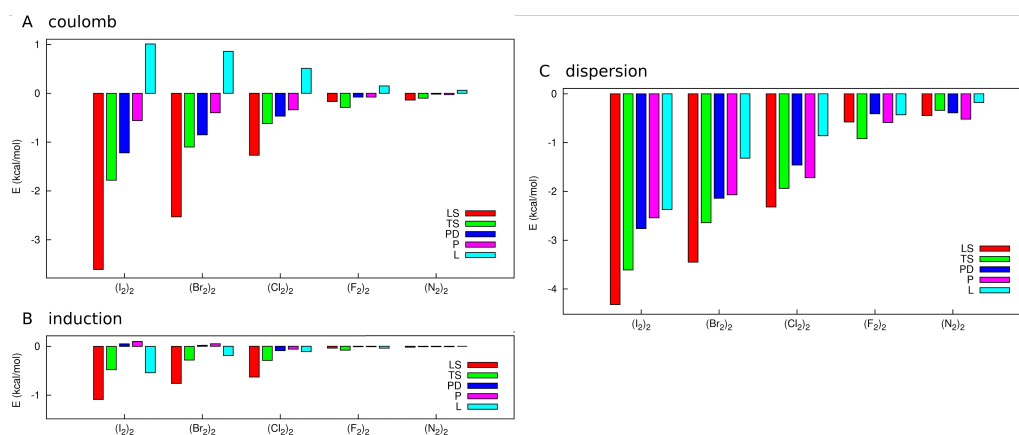 A coulomb
1
0
-1
-2
-3
E (kcal/mol)
LS
TS
PD
P
L
(I₂)₂ (Br₂)₂ (Cl₂)₂ (F₂)₂ (N₂)₂
B induction
0
-1
E (kcal/mol)
LS
TS
PD
P
L
(I₂)₂ (Br₂)₂ (Cl₂)₂ (F₂)₂ (N₂)₂
C dispersion
0
-1
-2
-3
-4
E (kcal/mol)
LS
TS
PD
P
L
(I₂)₂ (Br₂)₂ (Cl₂)₂ (F₂)₂ (N₂)₂